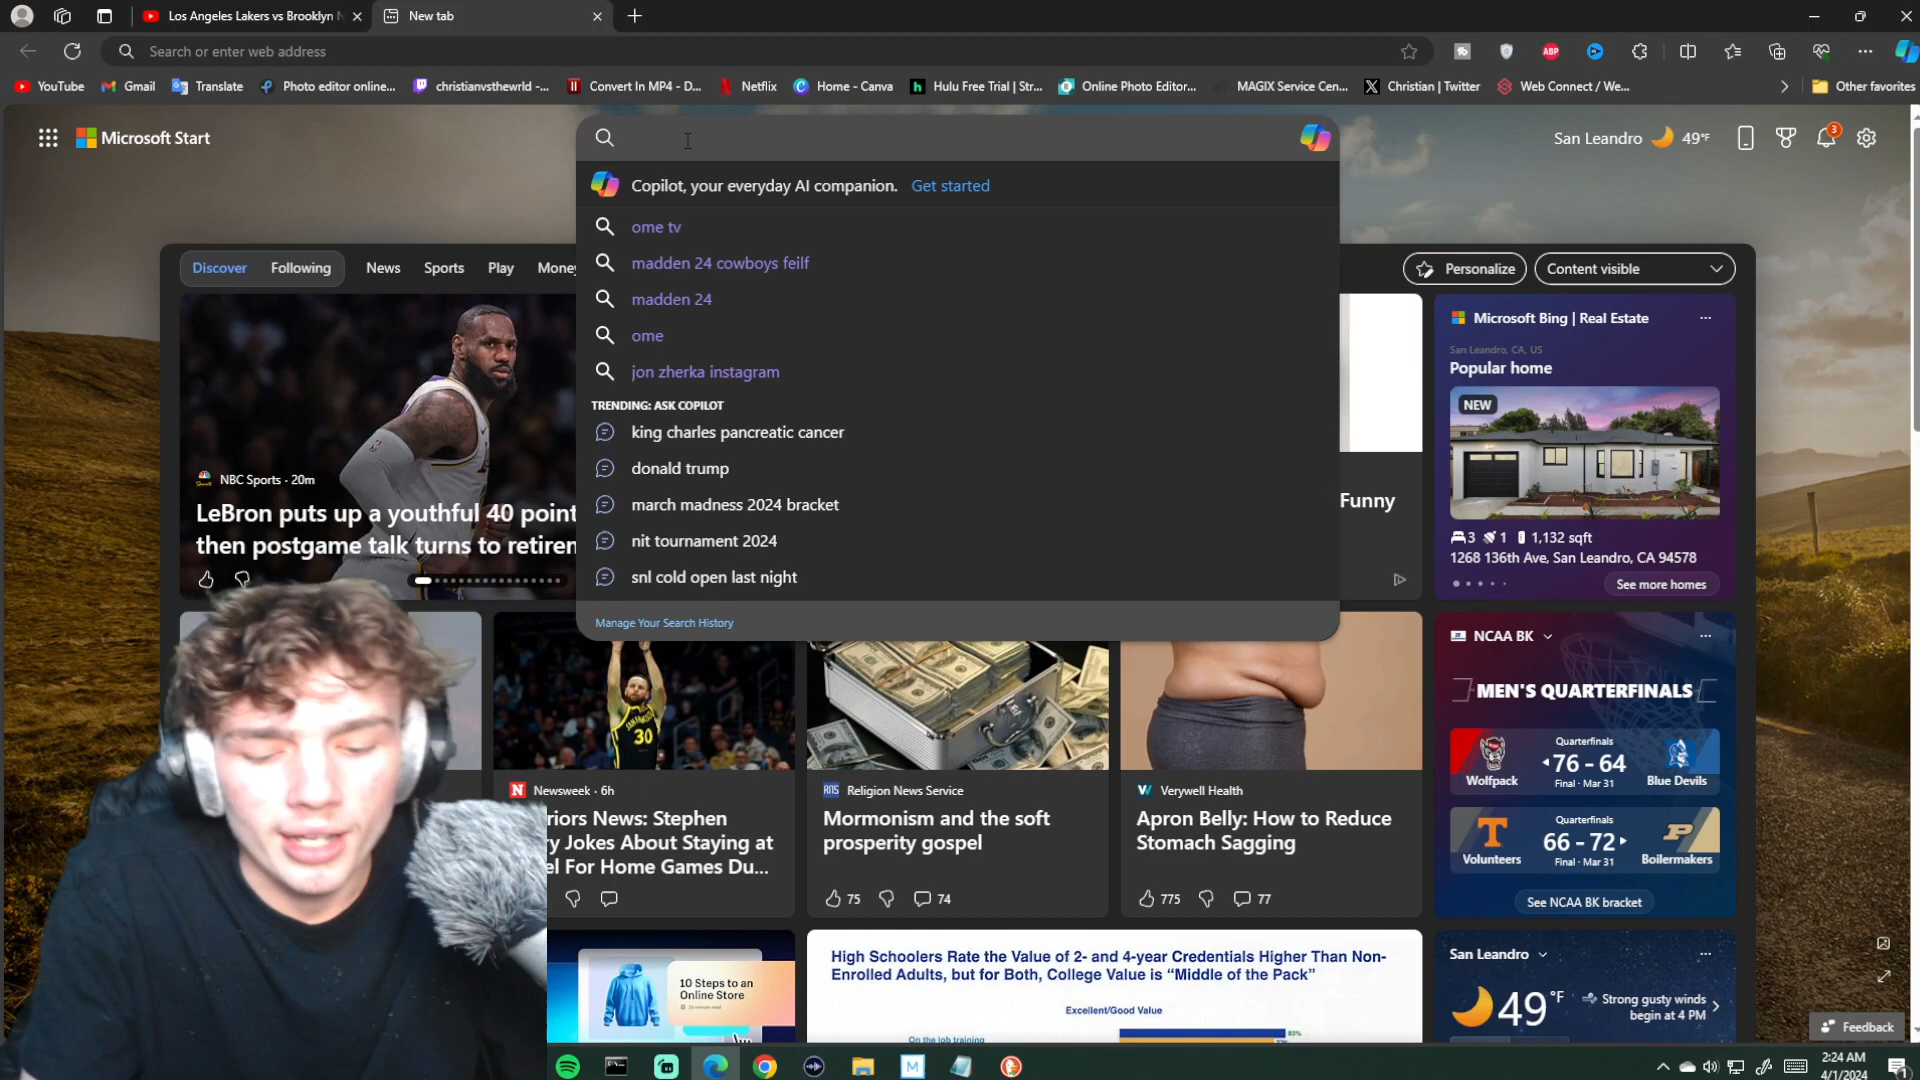 Los Angeles Lakers vs Brooklyn N
New tab
Search or enter web address
ABP
YouTube
Gmail
Translate
Photo editor online...
christianvsthewrld -...
Convert In MP4 - D...
Netflix
Home - Canva
Hulu Free Trial | Str...
Online Photo Editor...
MAGIX Service Cen...
Christian | Twitter
Web Connect / We...
Other favorites
Microsoft Start
San Leandro
49°F
3
Copilot, your everyday AI companion. Get started
ome tv
madden 24 cowboys feilf
madden 24
ome
jon zherka instagram
TRENDING: ASK COPILOT
king charles pancreatic cancer
donald trump
march madness 2024 bracket
nit tournament 2024
snl cold open last night
Manage Your Search History
Discover
Following
News
Sports
Play
Money
Personalize
Content visible
NBC Sports · 20m
LeBron puts up a youthful 40 point
then postgame talk turns to retirem
Funny
Microsoft Bing | Real Estate
San Leandro, CA, US
Popular home
NEW
3 1 1,132 sqft
1268 136th Ave, San Leandro, CA 94578
See more homes
30
Newsweek · 6h
riors News: Stephen
y Jokes About Staying at
el For Home Games Du...
RNS Religion News Service
Mormonism and the soft
prosperity gospel
75
74
Verywell Health
Apron Belly: How to Reduce
Stomach Sagging
775
77
NCAA BK
MEN'S QUARTERFINALS
Quarterfinals
Wolfpack 76 - 64 Blue Devils
Final · Mar 31
Quarterfinals
Volunteers 66 - 72 Boilermakers
Final · Mar 31
See NCAA BK bracket
10 Steps to an
Online Store
High Schoolers Rate the Value of 2- and 4-year Credentials Higher Than Non-
Enrolled Adults, but for Both, College Value is "Middle of the Pack"
Excellent/Good Value
On the job training
83%
San Leandro
49°F
Strong gusty winds
begin at 4 PM
Feedback
2:24 AM
4/1/2024
1